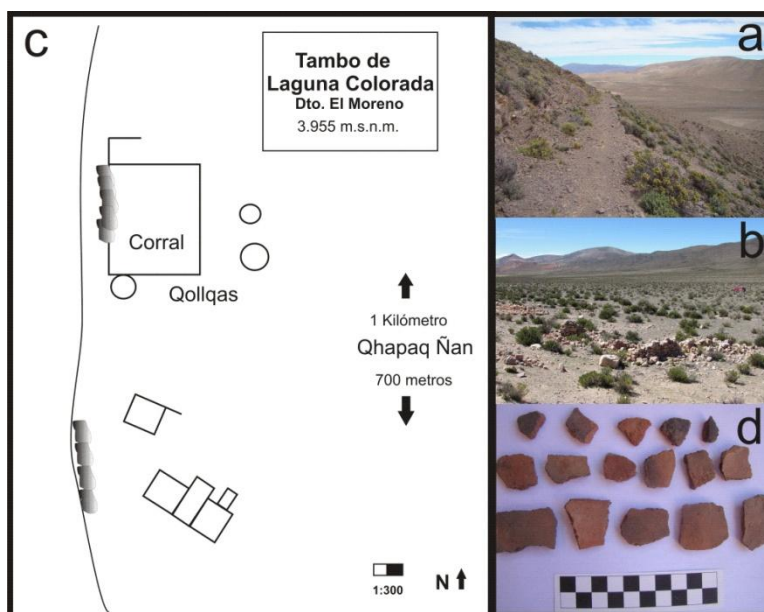 c
Tambo de
Laguna Colorada
Dto. El Moreno
3.955 m.s.n.m.
Corral
Qollqas
1 Kilómetro
Qhapaq Ñan
700 metros
1:300
N
a
b
d